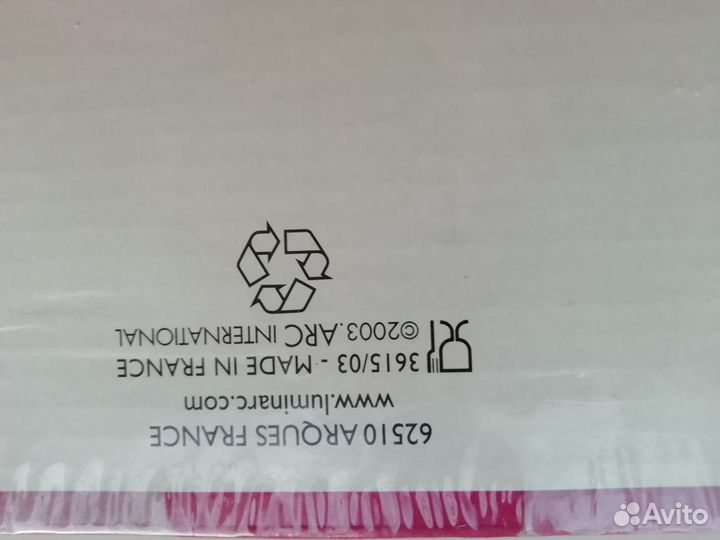 62510 ARQUES FRANCE
www.luminarc.com
3615/03 - MADE IN FRANCE
©2003.ARC INTERNATIONAL
Avito